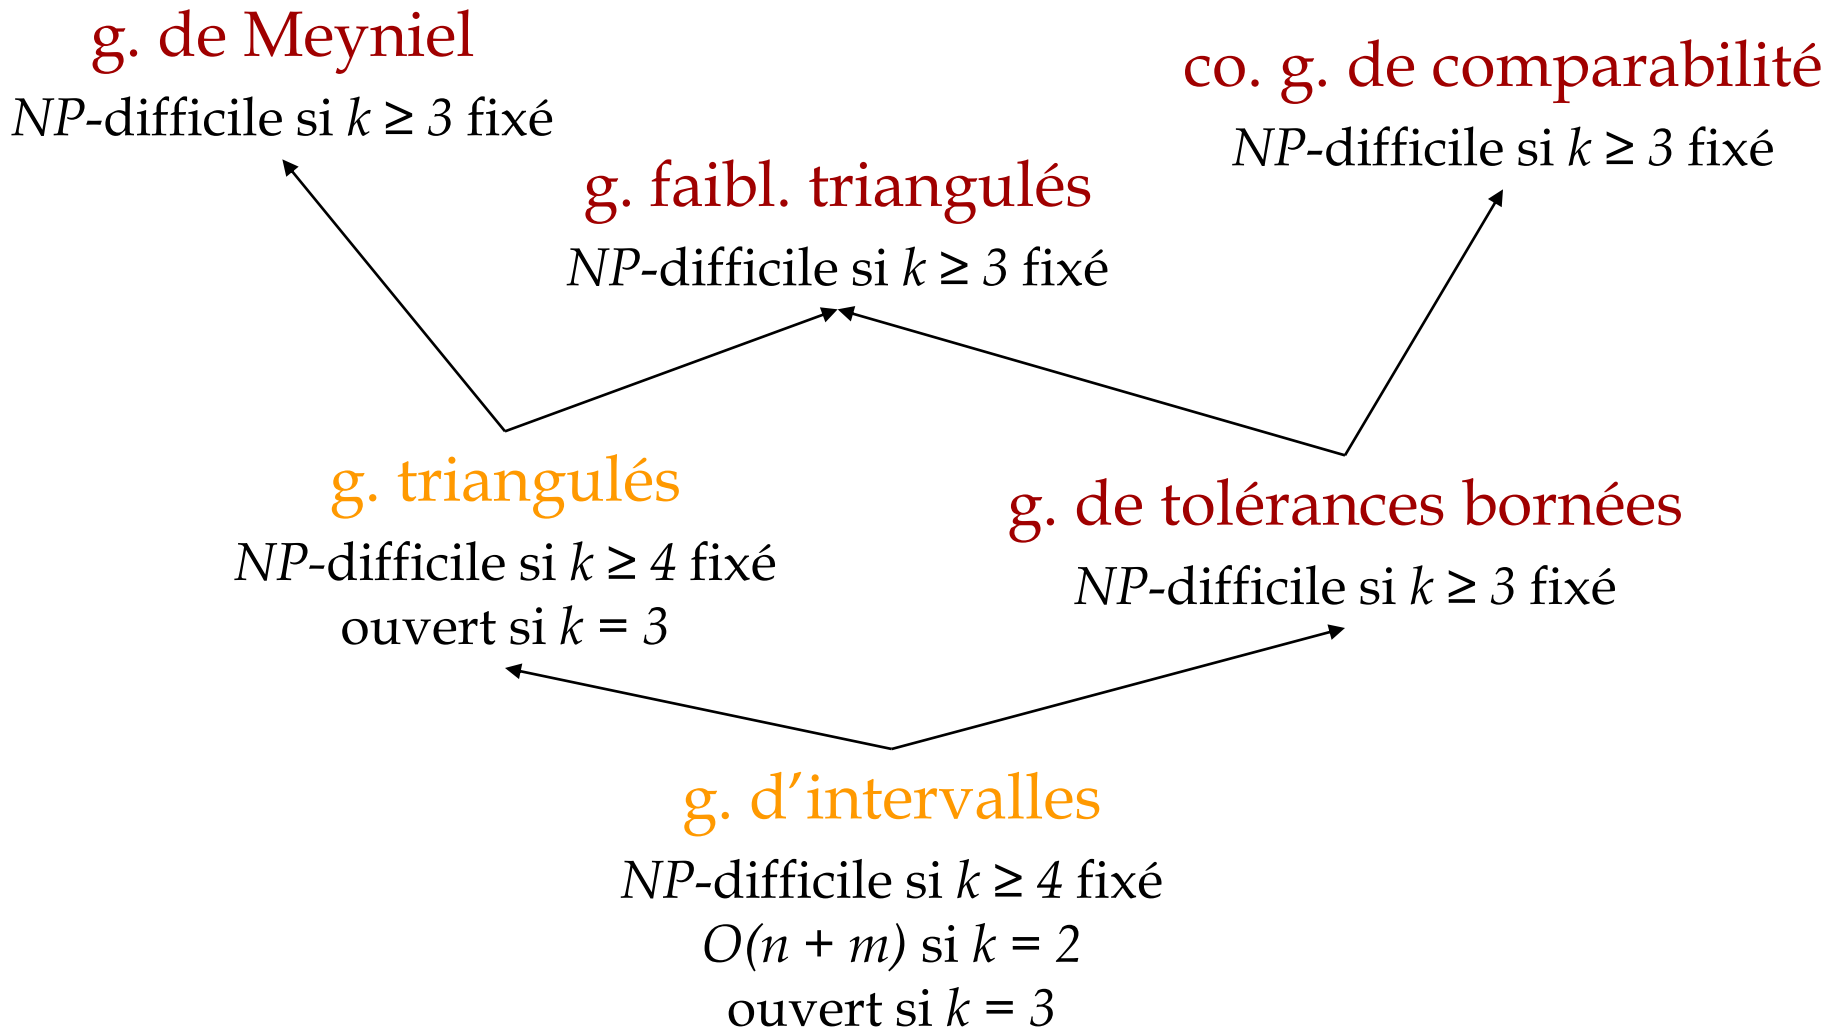 g. de Meyniel
NP-difficile si k ≥ 3 fixé
co. g. de comparabilité
NP-difficile si k ≥ 3 fixé
g. faibl. triangulés
NP-difficile si k ≥ 3 fixé
g. triangulés
NP-difficile si k ≥ 4 fixé
ouvert si k = 3
g. de tolérances bornées
NP-difficile si k ≥ 3 fixé
g. d’intervalles
NP-difficile si k ≥ 4 fixé
O(n + m) si k = 2
ouvert si k = 3